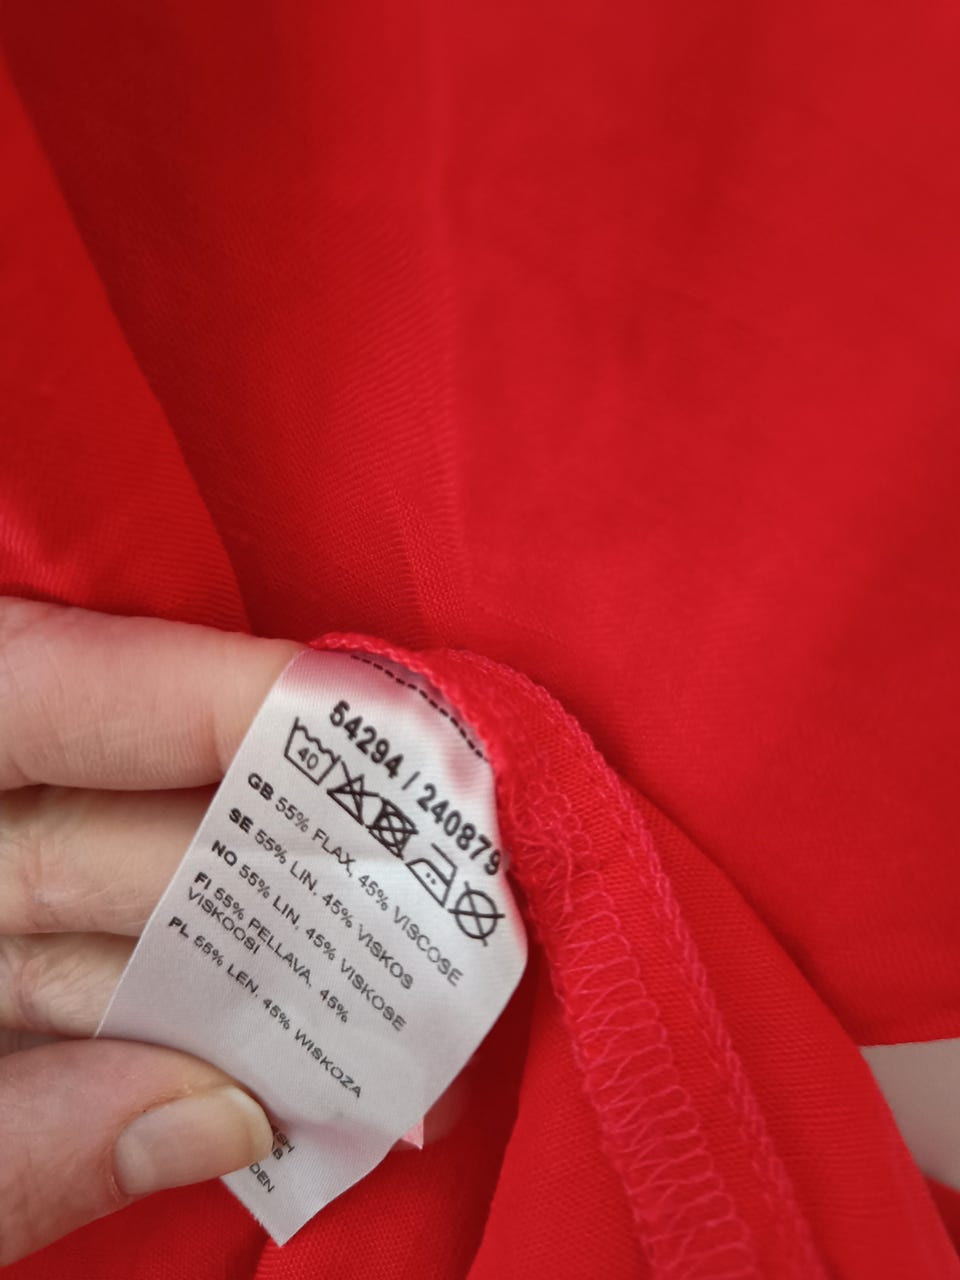 54294 / 240879
40
GB 55% FLAX, 45% VISCOSE
SE 55% LIN. 45% VISKOS
NO 55% LIN, 45% VISKOSE
FI 55% PELLAVA. 45%
VISKOOSI
PL 55% LEN. 45% WISKOZA